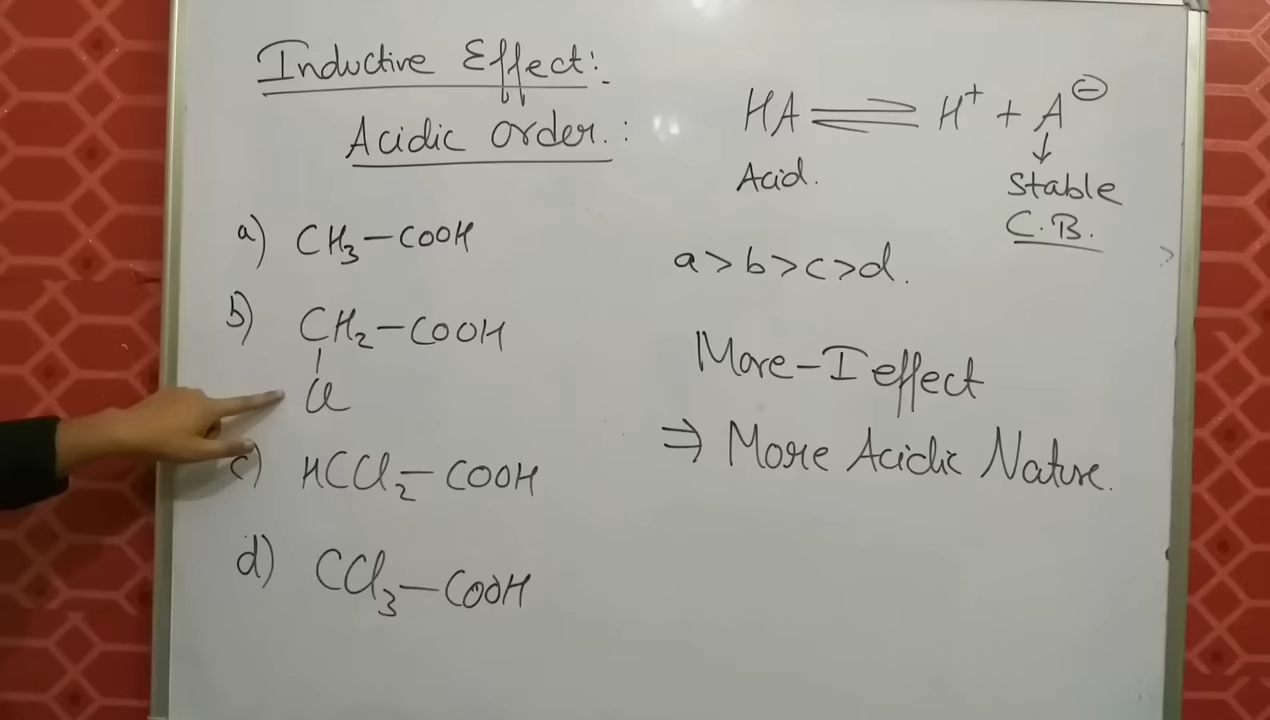 Inductive Effect:
Acidic order.:
a) CH₃-COOH
b) CH₂-COOH
|
Cl
c) HCCl₂-COOH
d) CCl₃-COOH
HA ⇌ H⁺ + A⊖
Acid. ↓
Stable
C.B.
a>b>c>d.
More-I effect
⇒ More Acidic Nature.